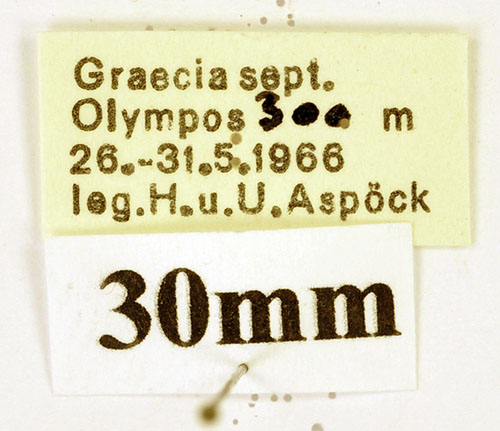 Graecia sept.
Olympos 300 m
26.-31.5.1966
leg.H.u.U.Aspöck
30mm